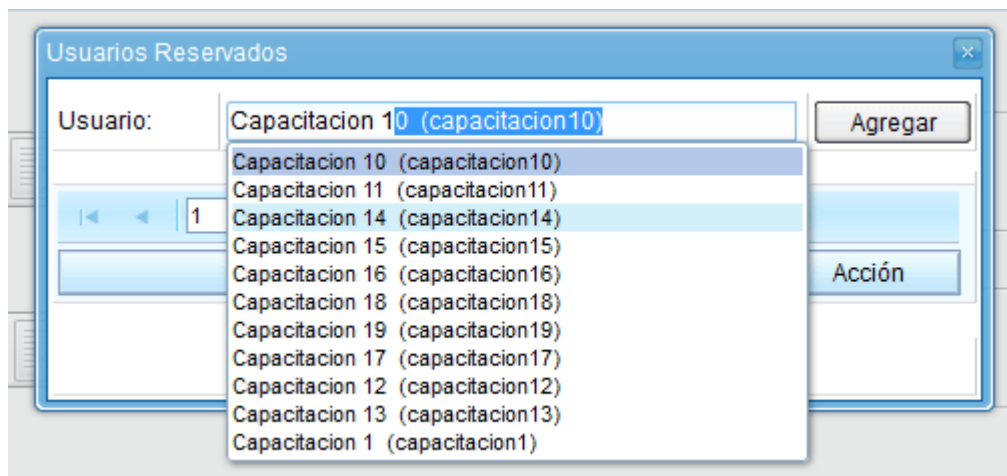 Usuarios Reservados
Usuario: Capacitacion 10 (capacitacion10) Agregar
Capacitacion 10 (capacitacion10)
Capacitacion 11 (capacitacion11)
1 Capacitacion 14 (capacitacion14)
Capacitacion 15 (capacitacion15)
Capacitacion 16 (capacitacion16) Acción
Capacitacion 18 (capacitacion18)
Capacitacion 19 (capacitacion19)
Capacitacion 17 (capacitacion17)
Capacitacion 12 (capacitacion12)
Capacitacion 13 (capacitacion13)
Capacitacion 1 (capacitacion1)